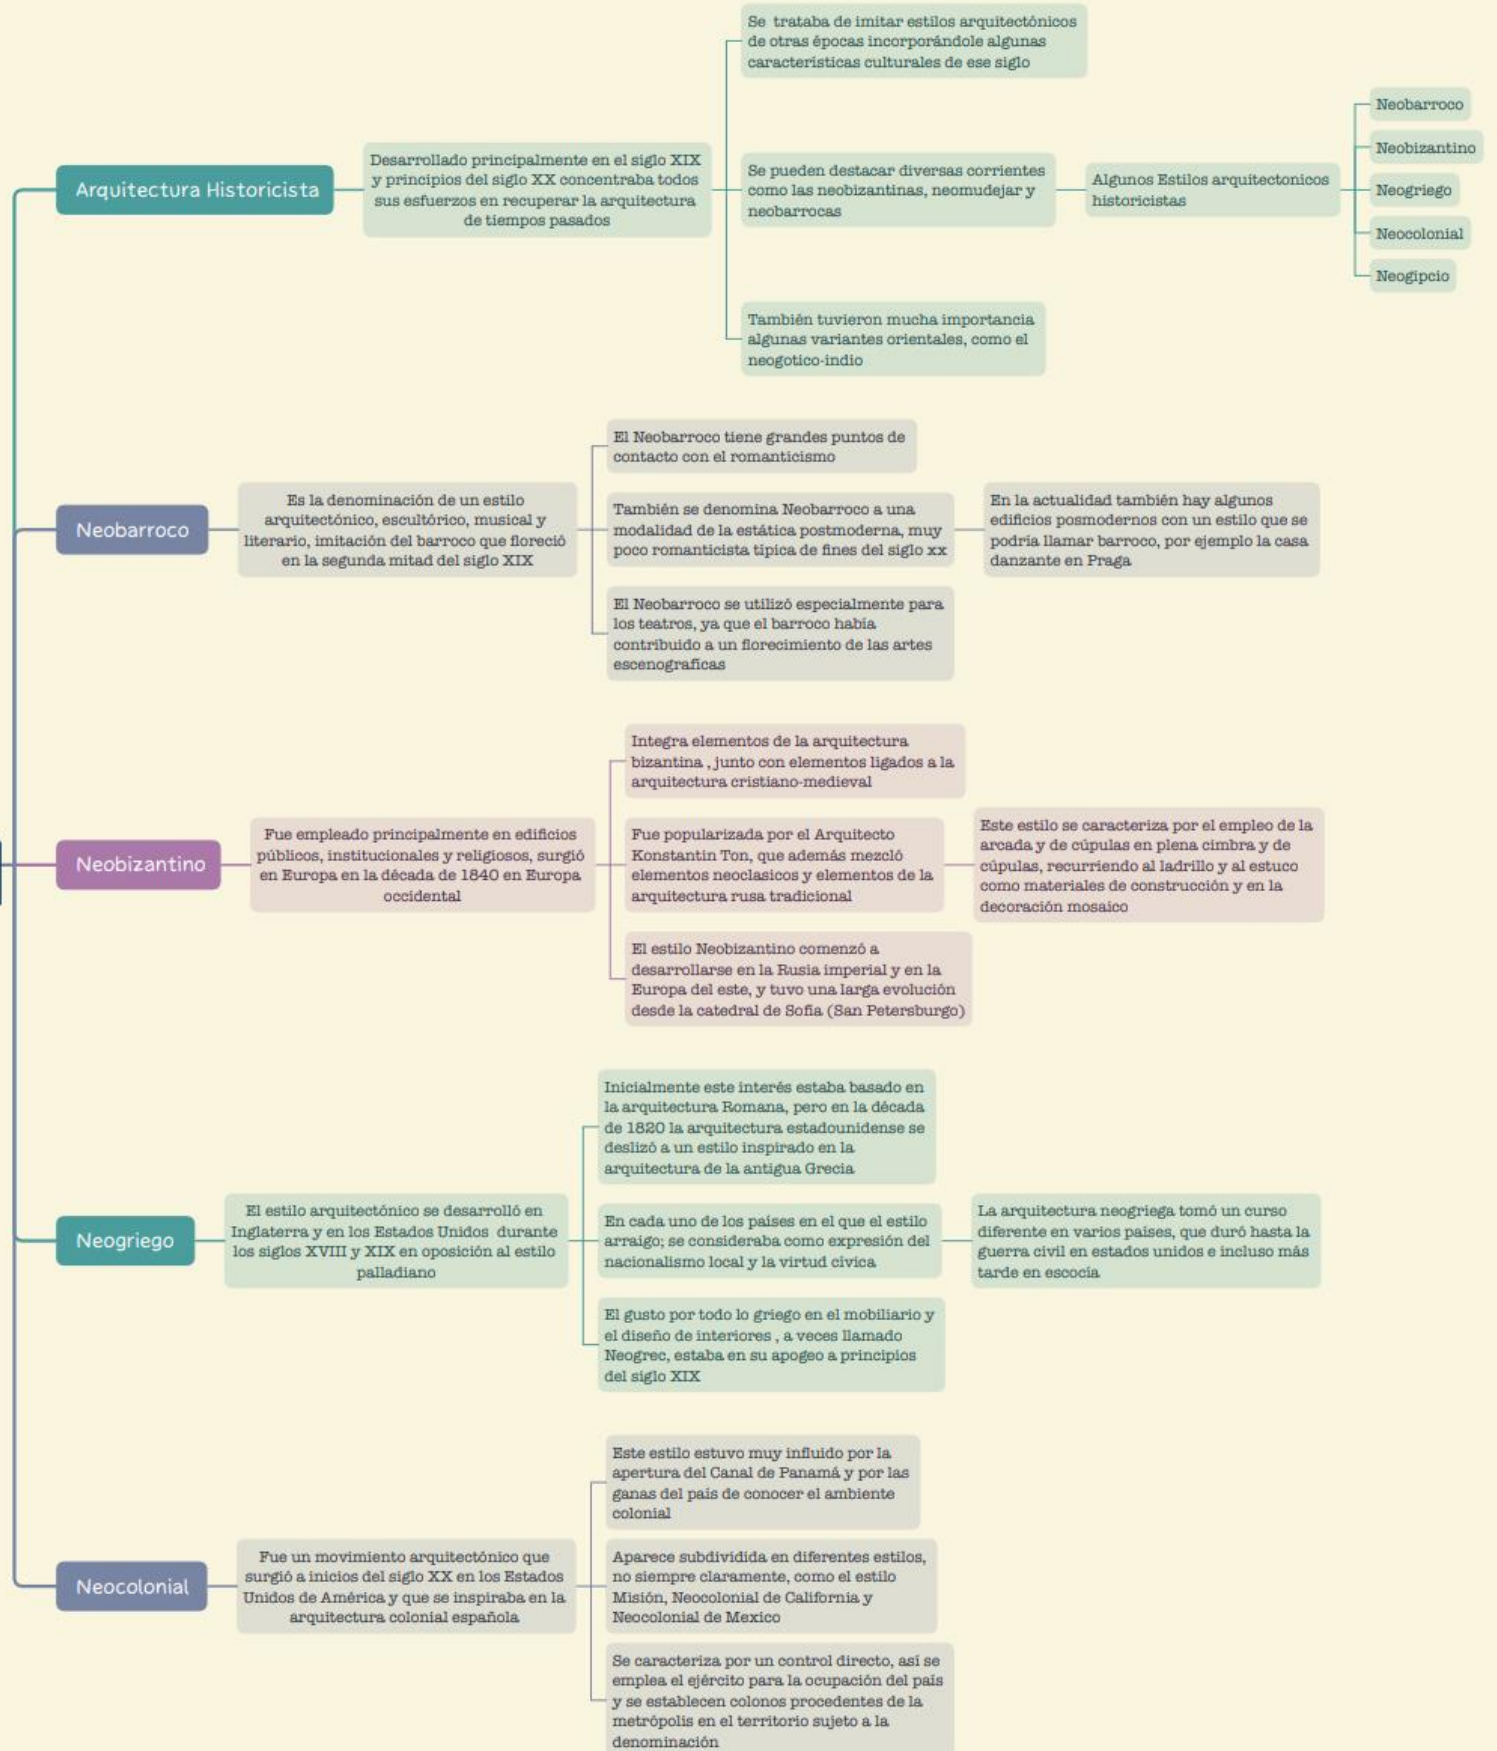 Arquitectura Historicista
Desarrollado principalmente en el siglo XIX
y principios del siglo XX concentraba todos
sus esfuerzos en recuperar la arquitectura
de tiempos pasados
Se trataba de imitar estilos arquitectónicos
de otras épocas incorporándole algunas
características culturales de ese siglo
Se pueden destacar diversas corrientes
como las neobizantinas, neomudejar y
neobarrocas
Algunos Estilos arquitectonicos
historicistas
Neobarroco
Neobizantino
Neogriego
Neocolonial
Neogipcio
También tuvieron mucha importancia
algunas variantes orientales, como el
neogotico-indio
Neobarroco
Es la denominación de un estilo
arquitectónico, escultórico, musical y
literario, imitación del barroco que floreció
en la segunda mitad del siglo XIX
El Neobarroco tiene grandes puntos de
contacto con el romanticismo
También se denomina Neobarroco a una
modalidad de la estática postmoderna, muy
poco romanticista típica de fines del siglo xx
En la actualidad también hay algunos
edificios posmodernos con un estilo que se
podría llamar barroco, por ejemplo la casa
danzante en Praga
El Neobarroco se utilizó especialmente para
los teatros, ya que el barroco había
contribuido a un florecimiento de las artes
escenograficas
Neobizantino
Fue empleado principalmente en edificios
públicos, institucionales y religiosos, surgió
en Europa en la década de 1840 en Europa
occidental
Integra elementos de la arquitectura
bizantina , junto con elementos ligados a la
arquitectura cristiano-medieval
Fue popularizada por el Arquitecto
Konstantin Ton, que además mezcló
elementos neoclasicos y elementos de la
arquitectura rusa tradicional
Este estilo se caracteriza por el empleo de la
arcada y de cúpulas en plena cimbra y de
cúpulas, recurriendo al ladrillo y al estuco
como materiales de construcción y en la
decoración mosaico
El estilo Neobizantino comenzó a
desarrollarse en la Rusia imperial y en la
Europa del este, y tuvo una larga evolución
desde la catedral de Sofía (San Petersburgo)
Neogriego
El estilo arquitectónico se desarrolló en
Inglaterra y en los Estados Unidos durante
los siglos XVIII y XIX en oposición al estilo
palladiano
Inicialmente este interés estaba basado en
la arquitectura Romana, pero en la década
de 1820 la arquitectura estadounidense se
deslizó a un estilo inspirado en la
arquitectura de la antigua Grecia
En cada uno de los países en el que el estilo
arraigo; se consideraba como expresión del
nacionalismo local y la virtud cívica
La arquitectura neogriega tomó un curso
diferente en varios países, que duró hasta la
guerra civil en estados unidos e incluso más
tarde en escocia
El gusto por todo lo griego en el mobiliario y
el diseño de interiores , a veces llamado
Neogrec, estaba en su apogeo a principios
del siglo XIX
Neocolonial
Fue un movimiento arquitectónico que
surgió a inicios del siglo XX en los Estados
Unidos de América y que se inspiraba en la
arquitectura colonial española
Este estilo estuvo muy influido por la
apertura del Canal de Panamá y por las
ganas del país de conocer el ambiente
colonial
Aparece subdividida en diferentes estilos,
no siempre claramente, como el estilo
Misión, Neocolonial de California y
Neocolonial de Mexico
Se caracteriza por un control directo, así se
emplea el ejército para la ocupación del país
y se establecen colonos procedentes de la
metrópolis en el territorio sujeto a la
denominación